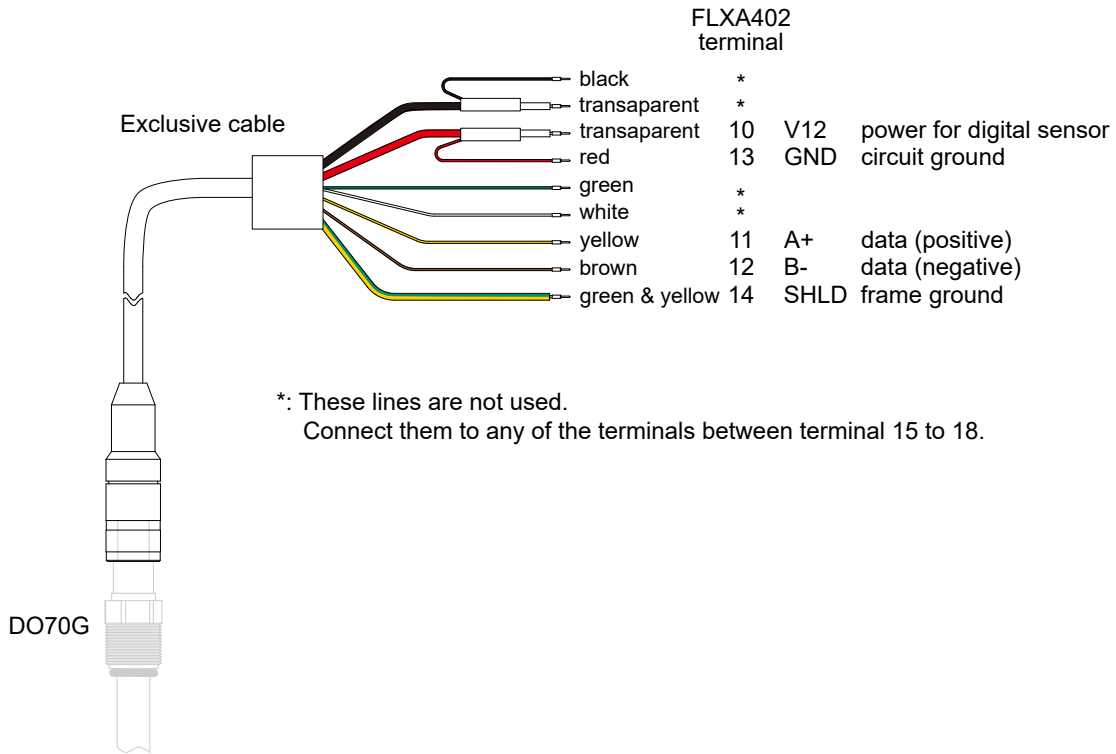 FLXA402
terminal
Exclusive cable
black *
transaparent *
transaparent 10 V12 power for digital sensor
red 13 GND circuit ground
green *
white *
yellow 11 A+ data (positive)
brown 12 B- data (negative)
green & yellow 14 SHLD frame ground
*: These lines are not used.
Connect them to any of the terminals between terminal 15 to 18.
DO70G